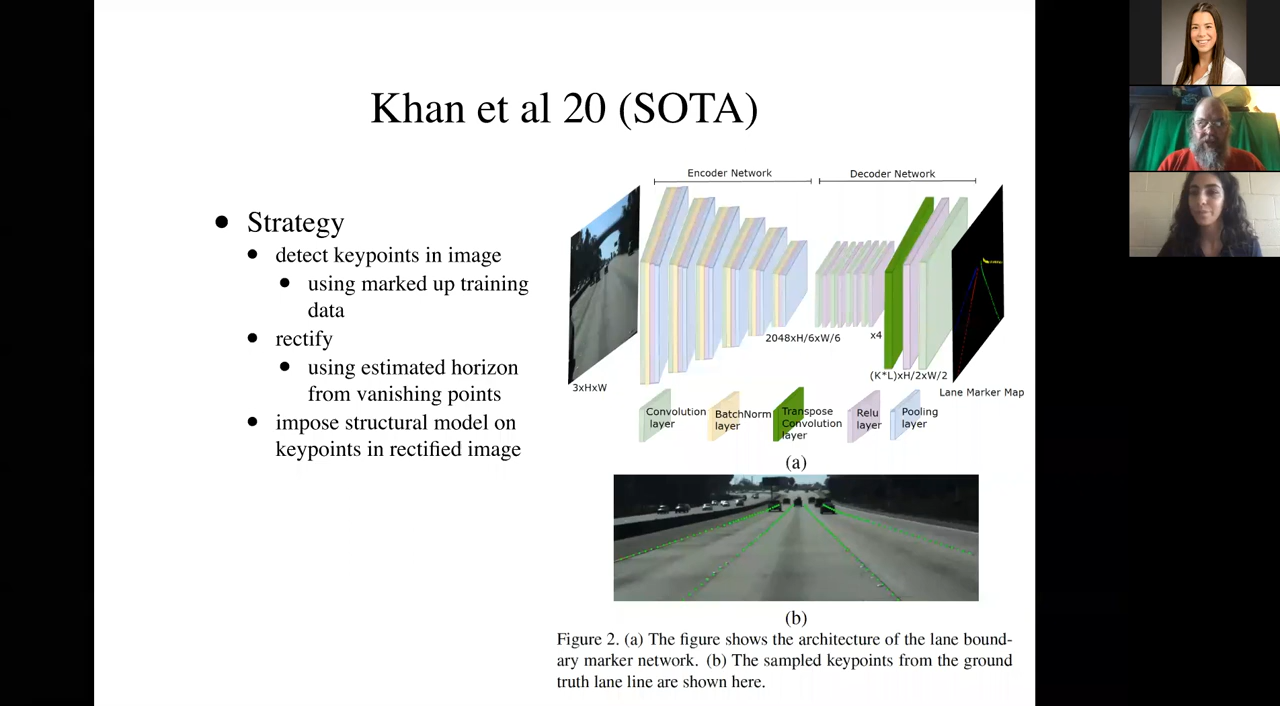 Khan et al 20 (SOTA)
• Strategy
• detect keypoints in image
• using marked up training
data
• rectify
• using estimated horizon
from vanishing points
• impose structural model on
keypoints in rectified image
Encoder Network
Decoder Network
3xHxW
2048xH/6xW/6
x4
(K*L)xH/2xW/2
Lane Marker Map
Convolution
layer
BatchNorm
layer
Transpose
Convolution
layer
Relu
layer
Pooling
layer
(a)
(b)
Figure 2. (a) The figure shows the architecture of the lane bound-
ary marker network. (b) The sampled keypoints from the ground
truth lane line are shown here.